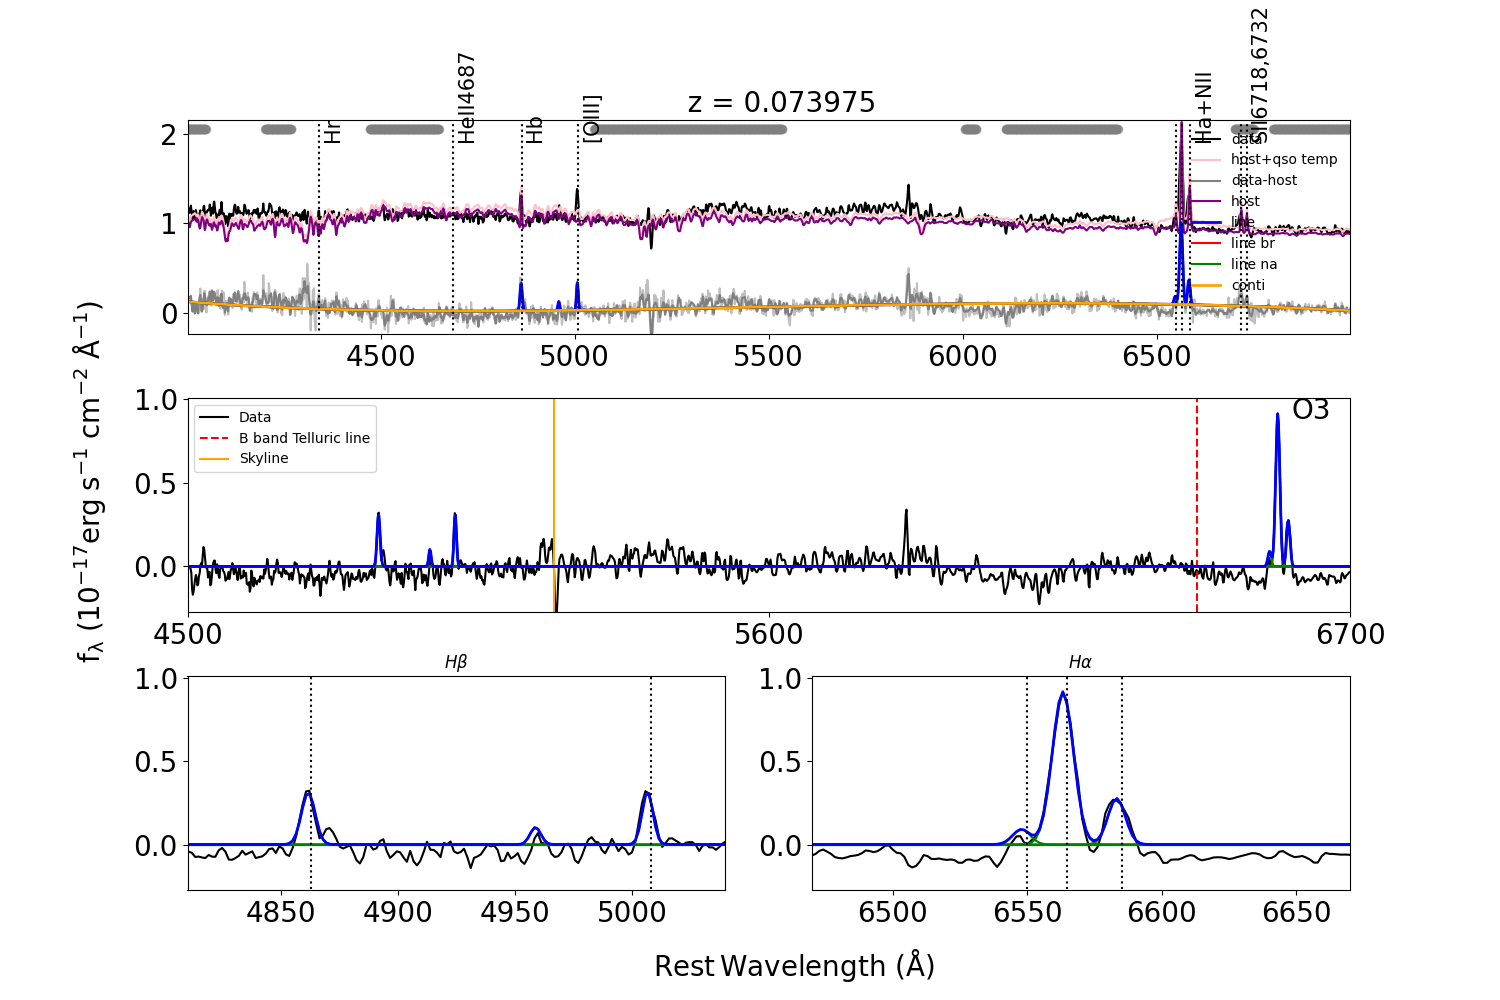 z = 0.073975
Hr
HeII4687
Hb
[OIII]
Ha+NII
SII6718,6732
2
1
0
data
host+qso temp
data-host
host
line
line br
line na
conti
4500
5000
5500
6000
6500
fλ (10−17erg s−1 cm−2 Å−1)
1.0
0.5
0.0
Data
B band Telluric line
Skyline
O3
4500
5600
6700
Hβ
1.0
0.5
0.0
4850
4900
4950
5000
Hα
1.0
0.5
0.0
6500
6550
6600
6650
Rest Wavelength (Å)